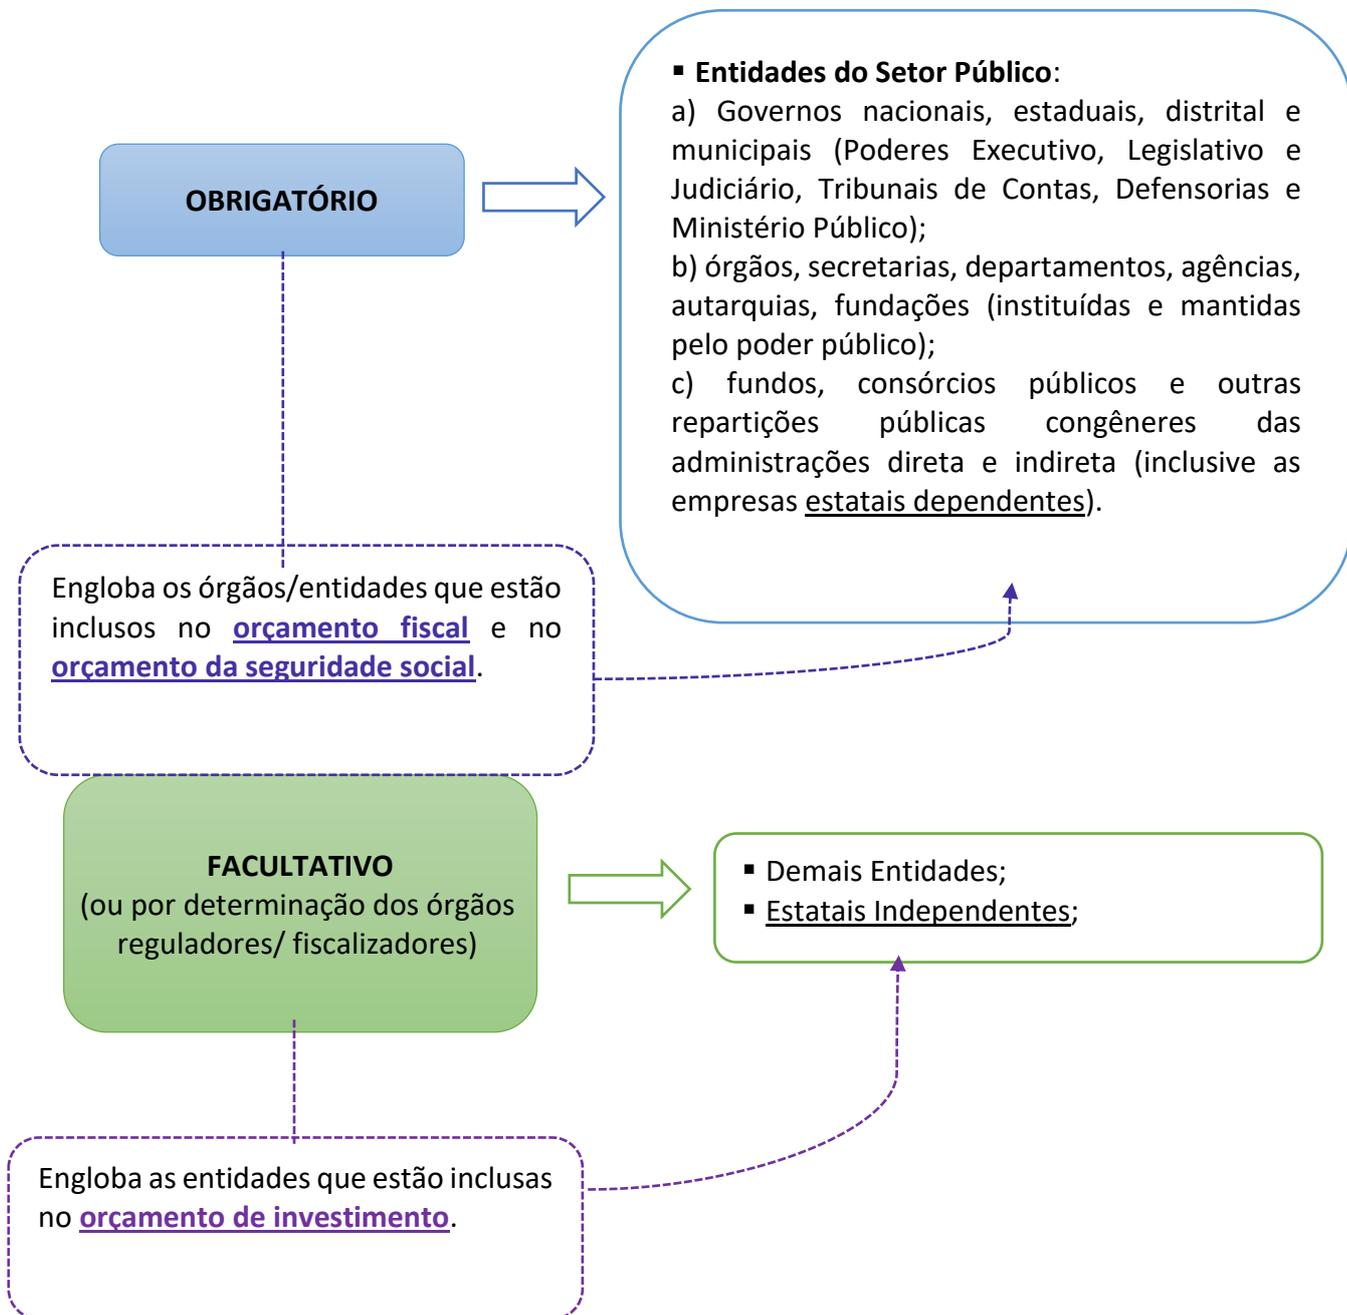 ▪ Entidades do Setor Público:
a) Governos nacionais, estaduais, distrital e
municipais (Poderes Executivo, Legislativo e
Judiciário, Tribunais de Contas, Defensorias e
Ministério Público);
b) órgãos, secretarias, departamentos, agências,
autarquias, fundações (instituídas e mantidas
pelo poder público);
c) fundos, consórcios públicos e outras
repartições públicas congêneres das
administrações direta e indireta (inclusive as
empresas estatais dependentes).
OBRIGATÓRIO
Engloba os órgãos/entidades que estão
inclusos no orçamento fiscal e no
orçamento da seguridade social.
FACULTATIVO
(ou por determinação dos órgãos
reguladores/ fiscalizadores)
▪ Demais Entidades;
▪ Estatais Independentes;
Engloba as entidades que estão inclusas
no orçamento de investimento.